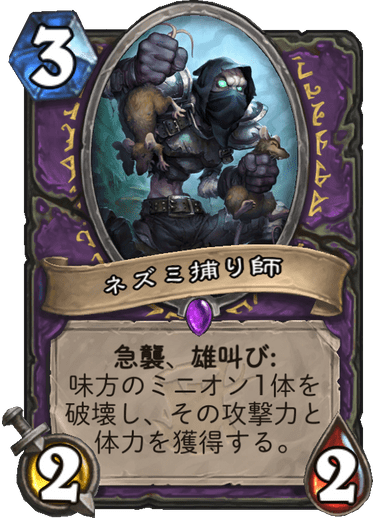 3
ネズミ捕り師
急襲、雄叫び:
味方のミニオン1体を
破壊し、その攻撃力と
体力を獲得する。
2
2